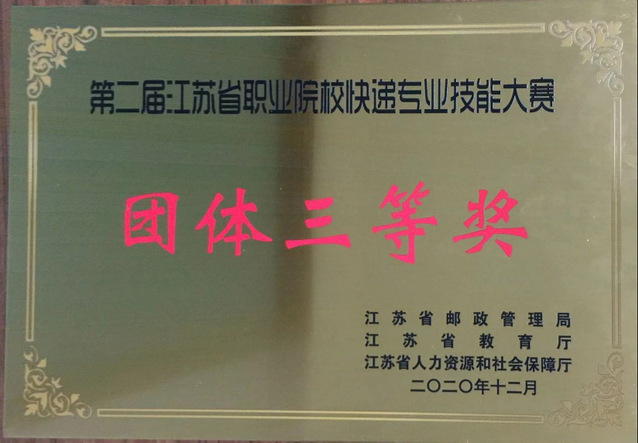 第二届江苏省职业院校快递专业技能大赛
团体三等奖
江苏省邮政管理局
江苏省教育厅
江苏省人力资源和社会保障厅
二〇二〇年十二月